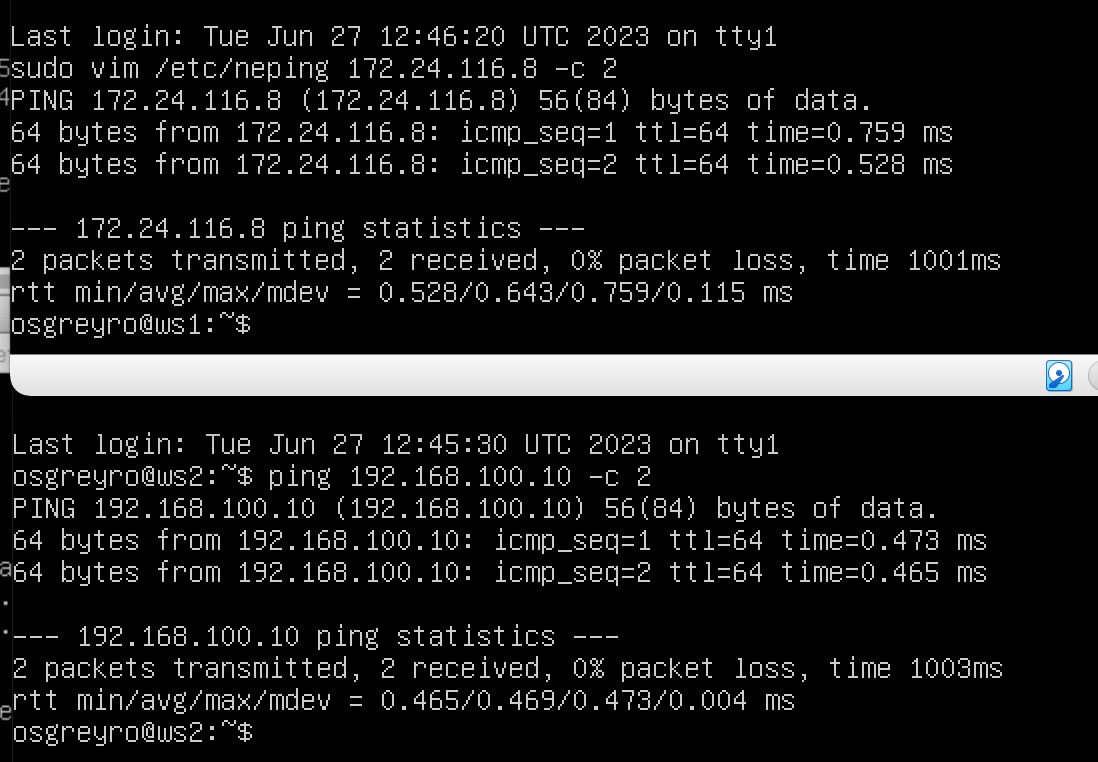 Last login: Tue Jun 27 12:46:20 UTC 2023 on tty1
sudo vim /etc/neping 172.24.116.8 -c 2
PING 172.24.116.8 (172.24.116.8) 56(84) bytes of data.
64 bytes from 172.24.116.8: icmp_seq=1 ttl=64 time=0.759 ms
64 bytes from 172.24.116.8: icmp_seq=2 ttl=64 time=0.528 ms
--- 172.24.116.8 ping statistics ---
2 packets transmitted, 2 received, 0% packet loss, time 1001ms
rtt min/avg/max/mdev = 0.528/0.643/0.759/0.115 ms
osgreyro@ws1:~$
Last login: Tue Jun 27 12:45:30 UTC 2023 on tty1
osgreyro@ws2:~$ ping 192.168.100.10 -c 2
PING 192.168.100.10 (192.168.100.10) 56(84) bytes of data.
64 bytes from 192.168.100.10: icmp_seq=1 ttl=64 time=0.473 ms
64 bytes from 192.168.100.10: icmp_seq=2 ttl=64 time=0.465 ms
--- 192.168.100.10 ping statistics ---
2 packets transmitted, 2 received, 0% packet loss, time 1003ms
rtt min/avg/max/mdev = 0.465/0.469/0.473/0.004 ms
osgreyro@ws2:~$